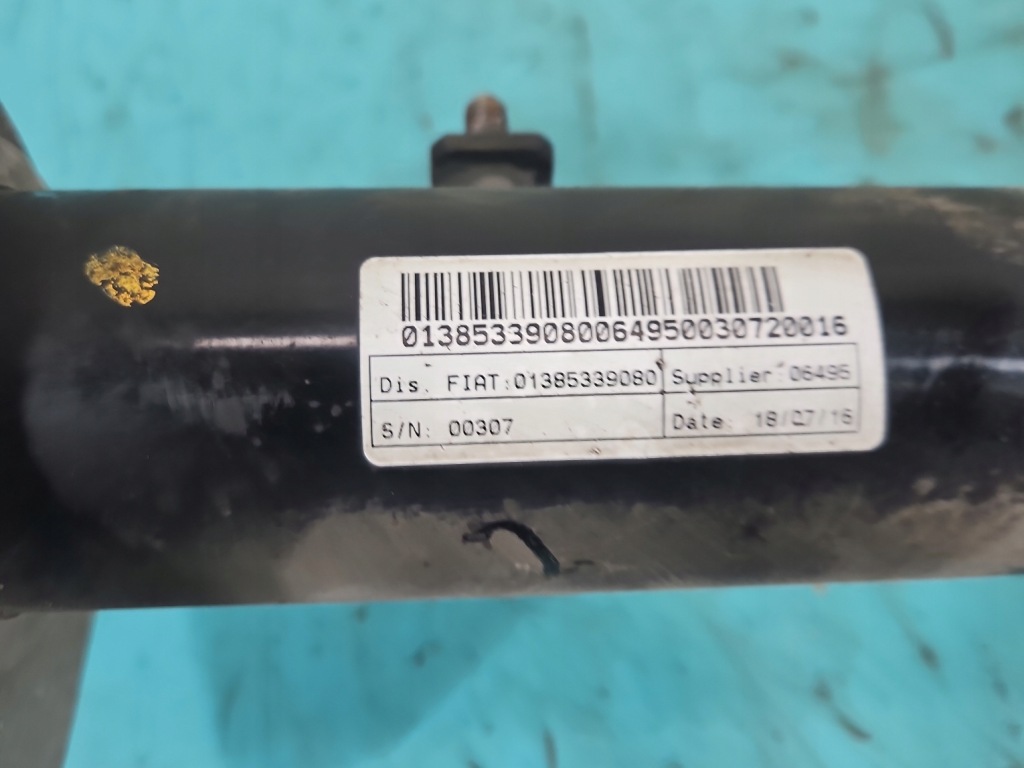 01385339080064950030720016
Dis. FIAT:01385339080 Supplier 06495
S/N: 00307 Date: 18/07/16